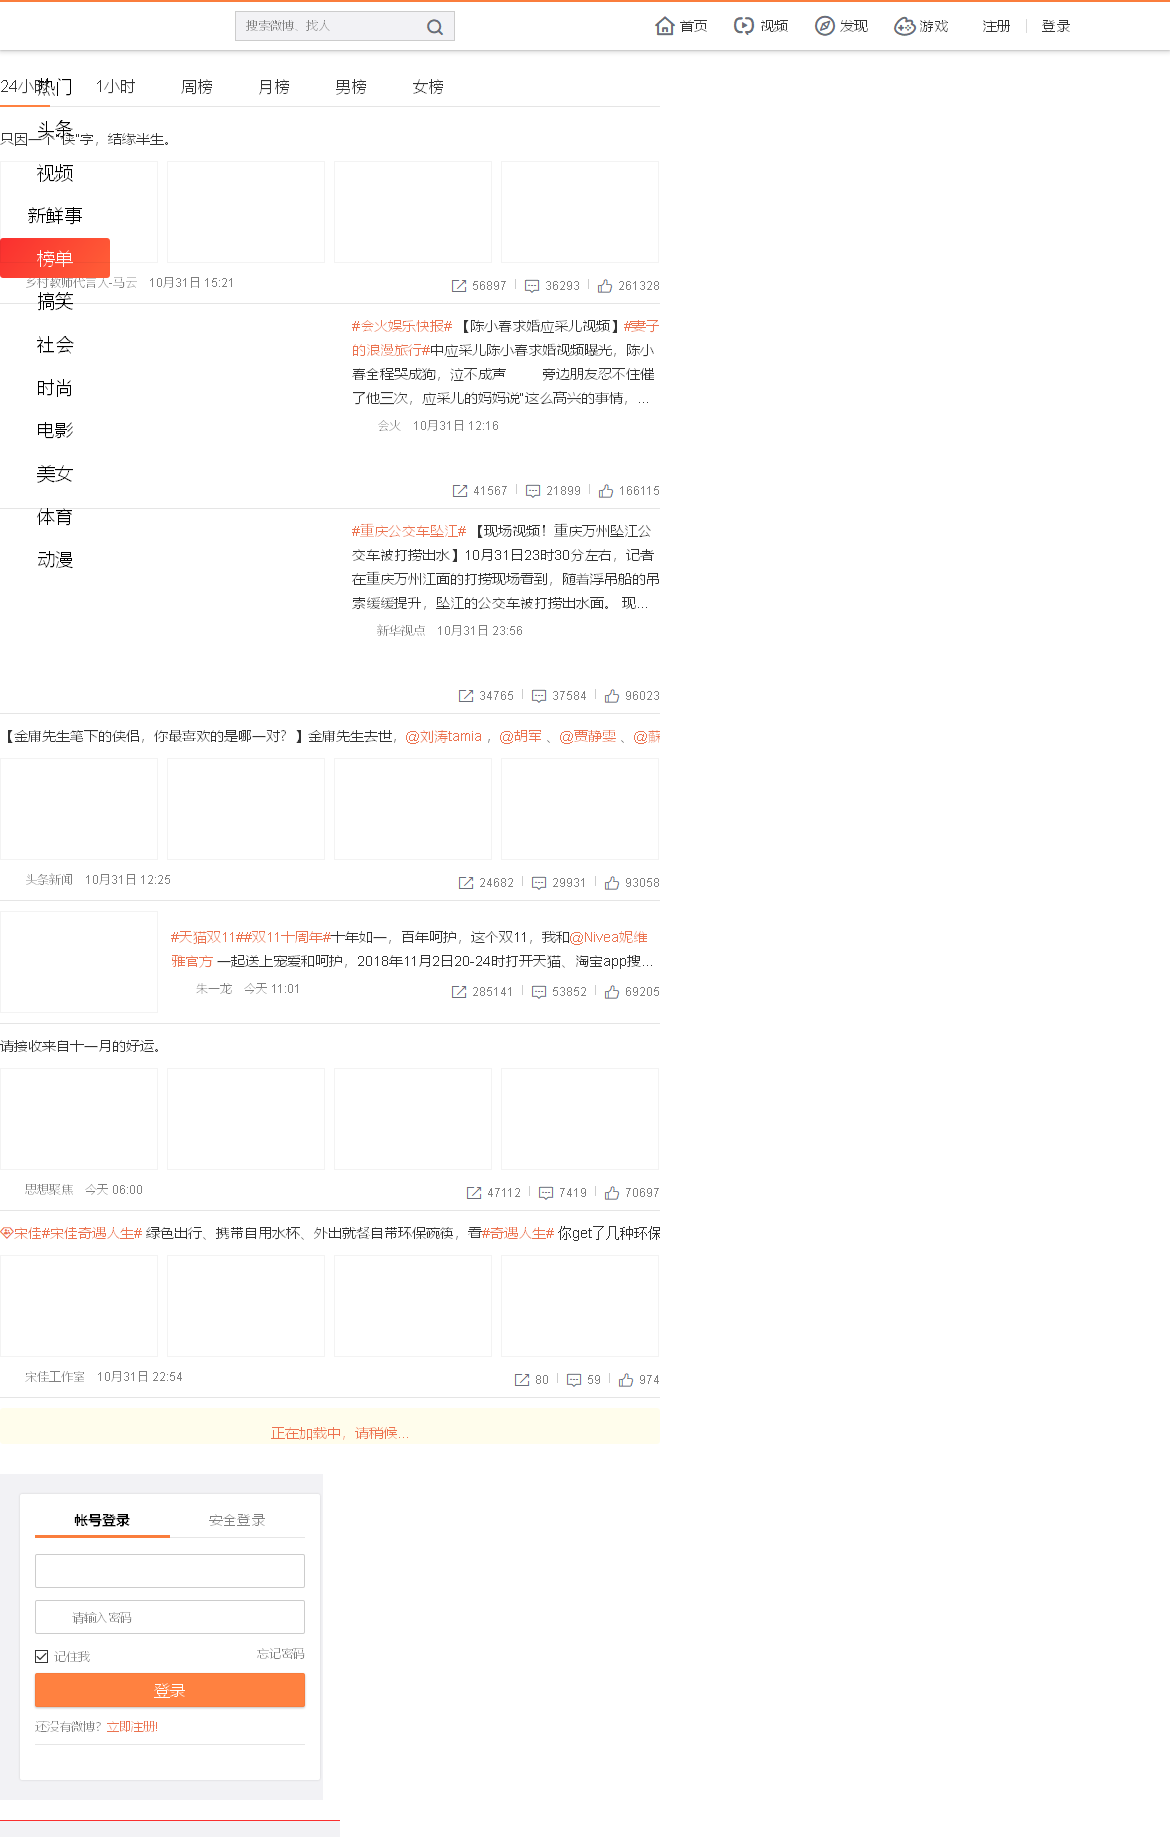 搜索微博、找人
首页
视频
发现
游戏
注册
登录
24小时
1小时
周榜
月榜
男榜
女榜
热门
头条
视频
新鲜事
榜单
搞笑
社会
时尚
电影
美女
体育
动漫
只因一个"侠"字，结缘半生。
乡村教师代言人-马云 10月31日 15:21
56897 36293 261328
#会火娱乐快报# 【陈小春求婚应采儿视频】#妻子
的浪漫旅行#中应采儿陈小春求婚视频曝光，陈小
春全程哭成狗，泣不成声 旁边朋友忍不住催
了他三次，应采儿的妈妈说"这么高兴的事情，...
会火 10月31日 12:16
41567 21899 166115
#重庆公交车坠江# 【现场视频！重庆万州坠江公
交车被打捞出水】10月31日23时30分左右，记者
在重庆万州江面的打捞现场看到，随着浮吊船的吊
索缓缓提升，坠江的公交车被打捞出水面。 现...
新华视点 10月31日 23:56
34765 37584 96023
【金庸先生笔下的侠侣，你最喜欢的是哪一对？】金庸先生去世，@刘涛tamia ，@胡军 、@贾静雯 、@蘇
头条新闻 10月31日 12:25
24682 29931 93058
#天猫双11##双11十周年#十年如一，百年呵护，这个双11，我和@Nivea妮维
雅官方 一起送上宠爱和呵护，2018年11月2日20-24时打开天猫、淘宝app搜...
朱一龙 今天 11:01
285141 53852 69205
请接收来自十一月的好运。
思想聚焦 今天 06:00
47112 7419 70697
宋佳#宋佳奇遇人生# 绿色出行、携带自用水杯、外出就餐自带环保碗筷，看#奇遇人生# 你get了几种环保
宋佳工作室 10月31日 22:54
80 59 974
正在加载中，请稍候...
帐号登录
安全登录
请输入密码
记住我
忘记密码
登录
还没有微博？立即注册!